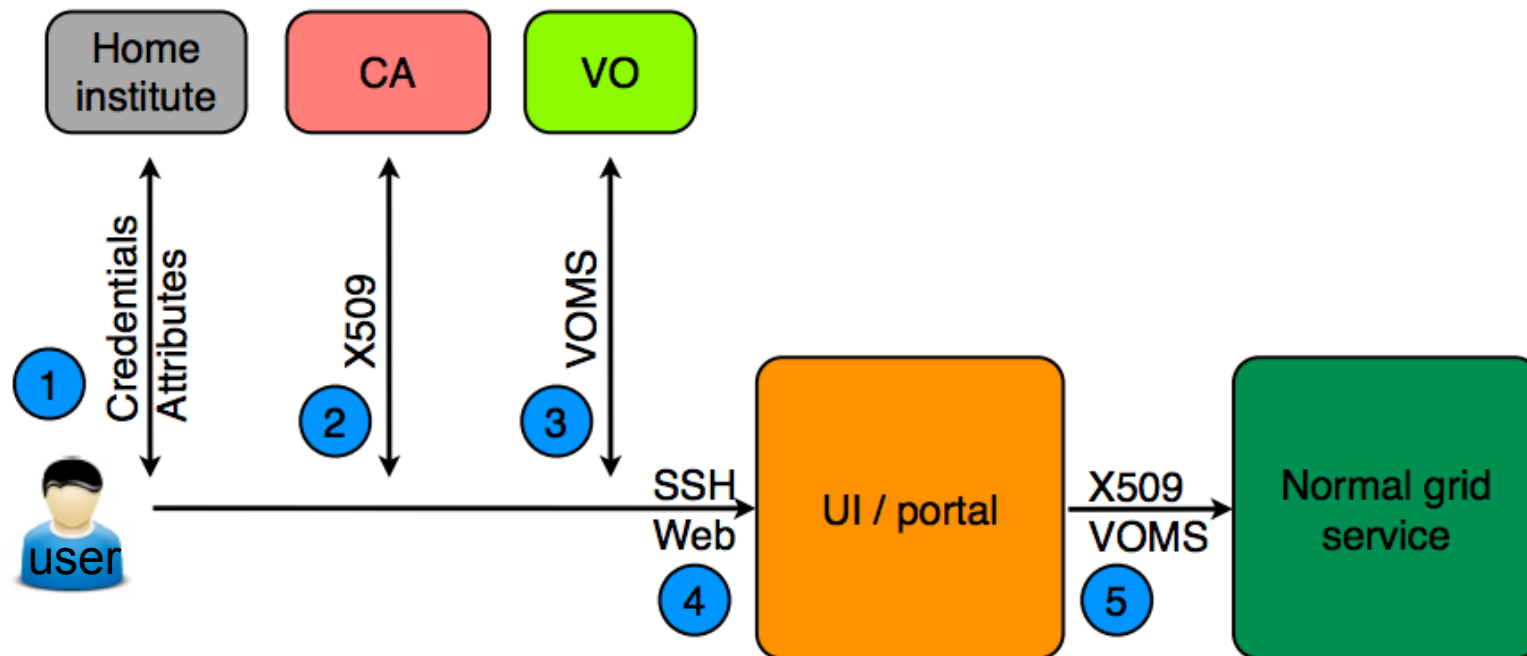 Home
institute
CA
VO
Credentials
Attributes
X509
VOMS
1
2
3
user
SSH
Web
4
UI / portal
X509
VOMS
5
Normal grid
service